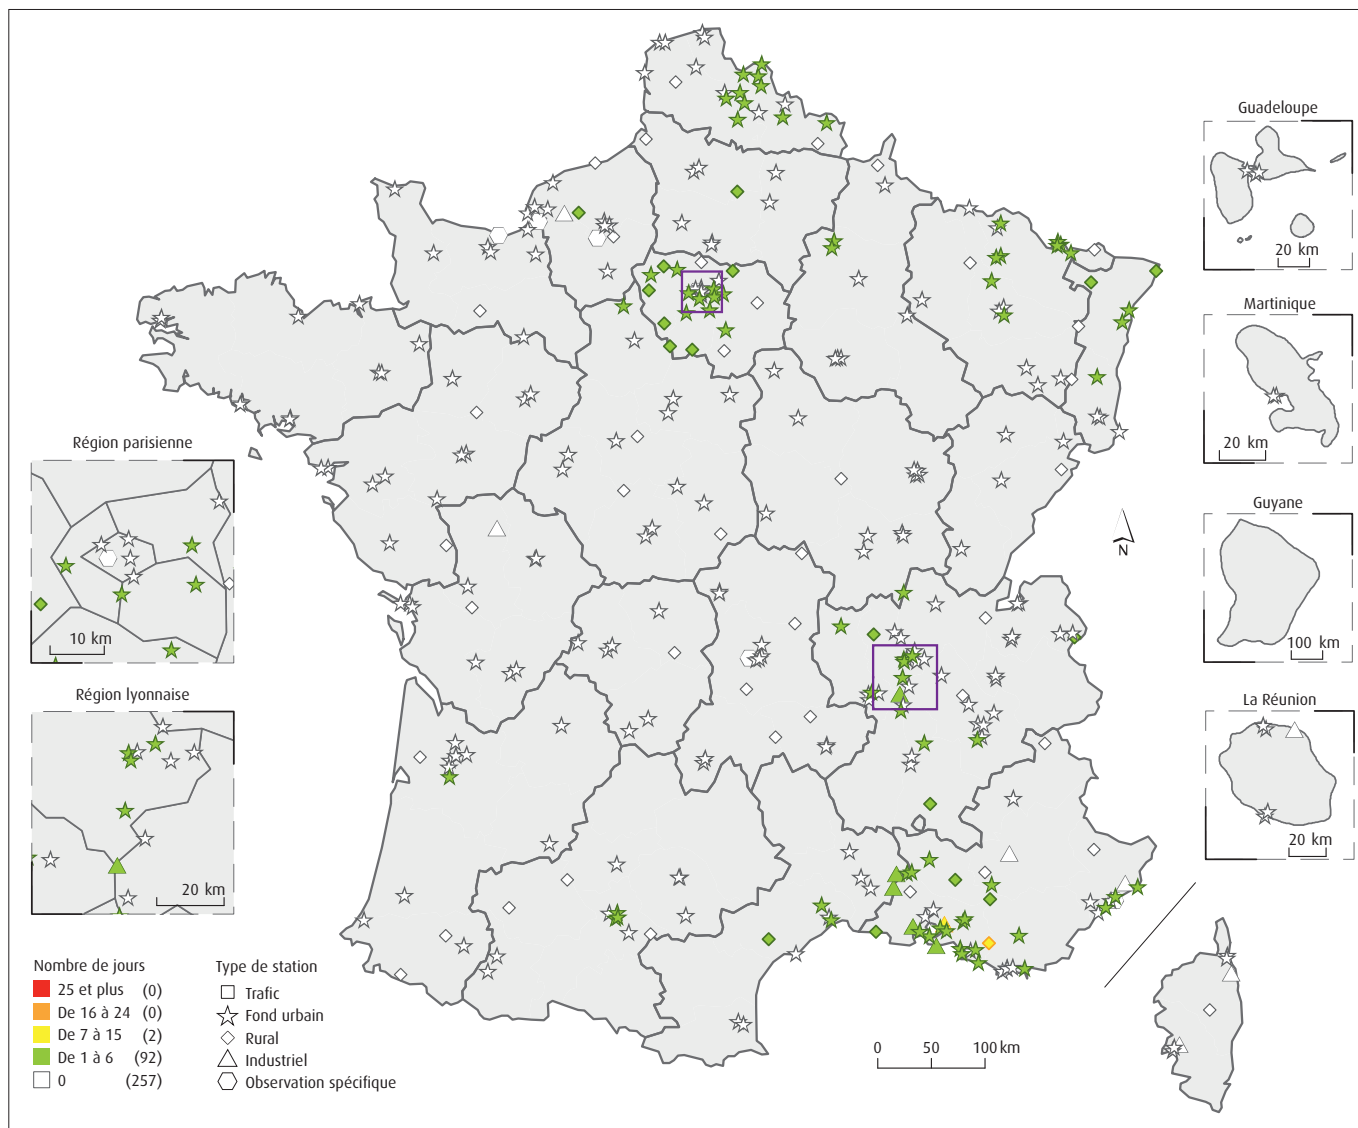 Guadeloupe
20 km
Martinique
20 km
Guyane
100 km
La Réunion
20 km
Région parisienne
10 km
Région lyonnaise
20 km
N
Nombre de jours
25 et plus (0)
De 16 à 24 (0)
De 7 à 15 (2)
De 1 à 6 (92)
0 (257)
Type de station
Trafic
Fond urbain
Rural
Industriel
Observation spécifique
0 50 100 km